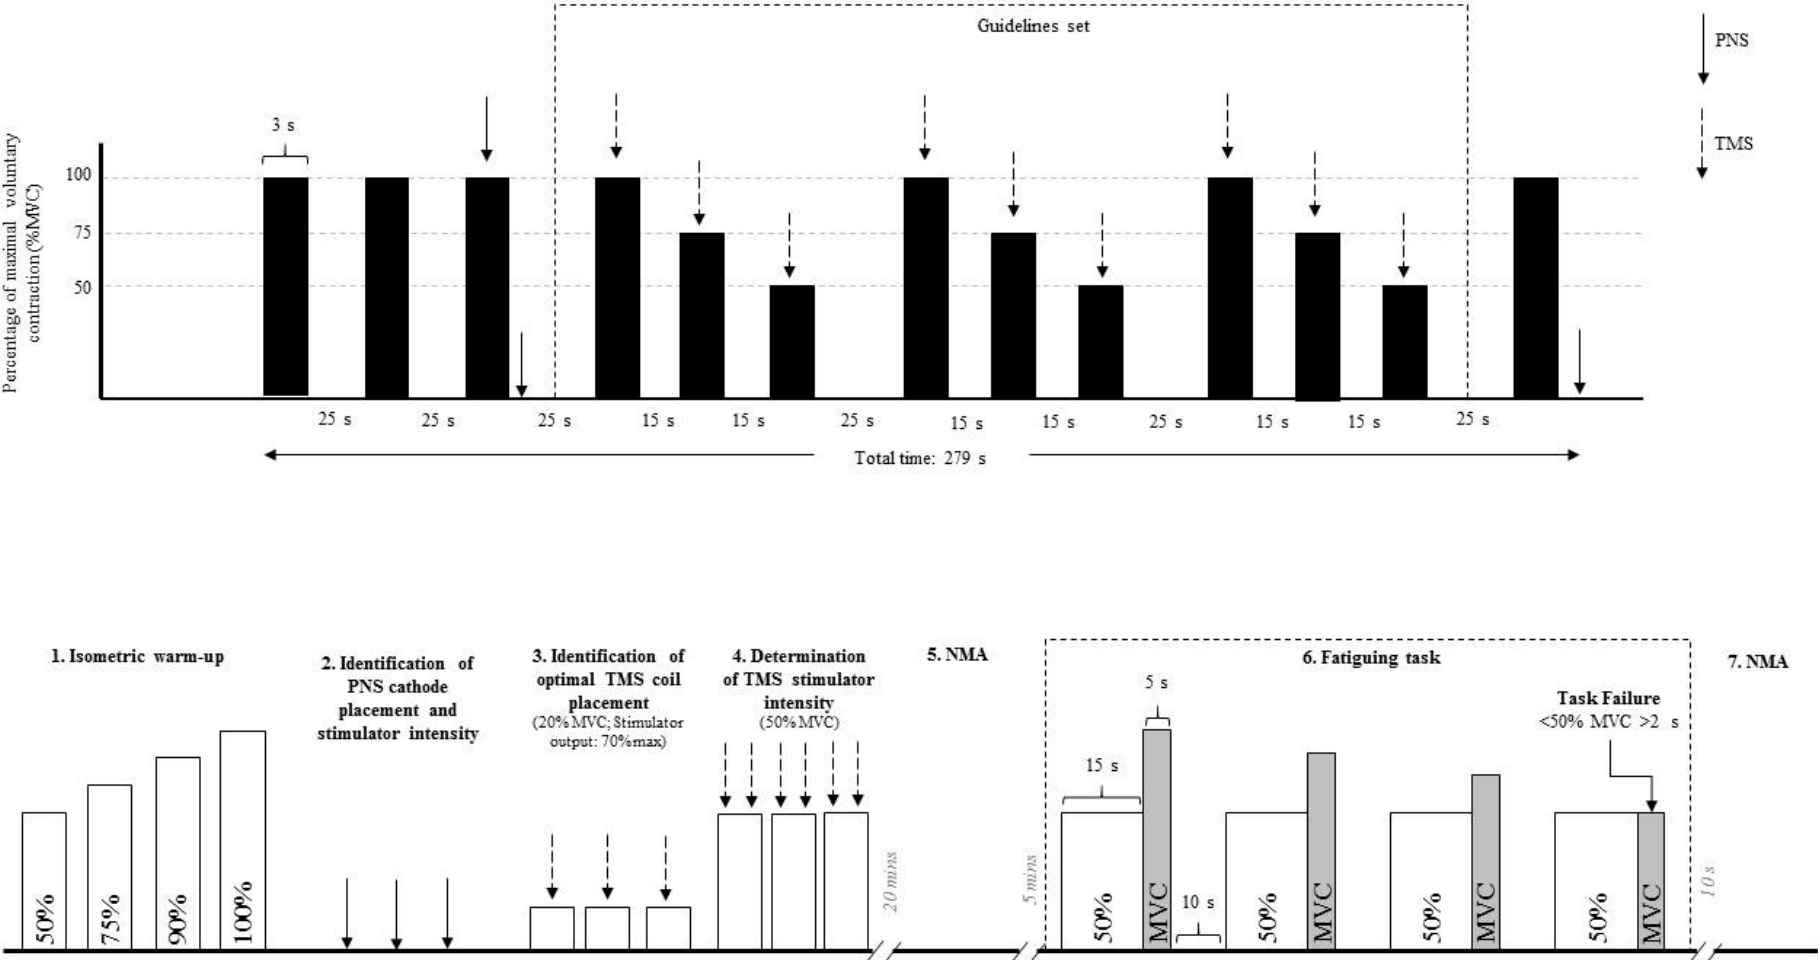 Guidelines set
PNS
TMS
3 s
Percentage of maximal voluntary
contraction (%MVC)
100
75
50
25 s
25 s
25 s
15 s
15 s
25 s
15 s
15 s
25 s
15 s
15 s
25 s
Total time: 279 s
1. Isometric warm-up
50%
75%
90%
100%
2. Identification of
PNS cathode
placement and
stimulator intensity
3. Identification of
optimal TMS coil
placement
(20% MVC; Stimulator
output: 70%max)
4. Determination
of TMS stimulator
intensity
(50% MVC)
20 mins
5. NMA
5 mins
6. Fatiguing task
15 s
5 s
10 s
50%
MVC
50%
MVC
50%
MVC
50%
MVC
Task Failure
<50% MVC >2 s
10 s
7. NMA